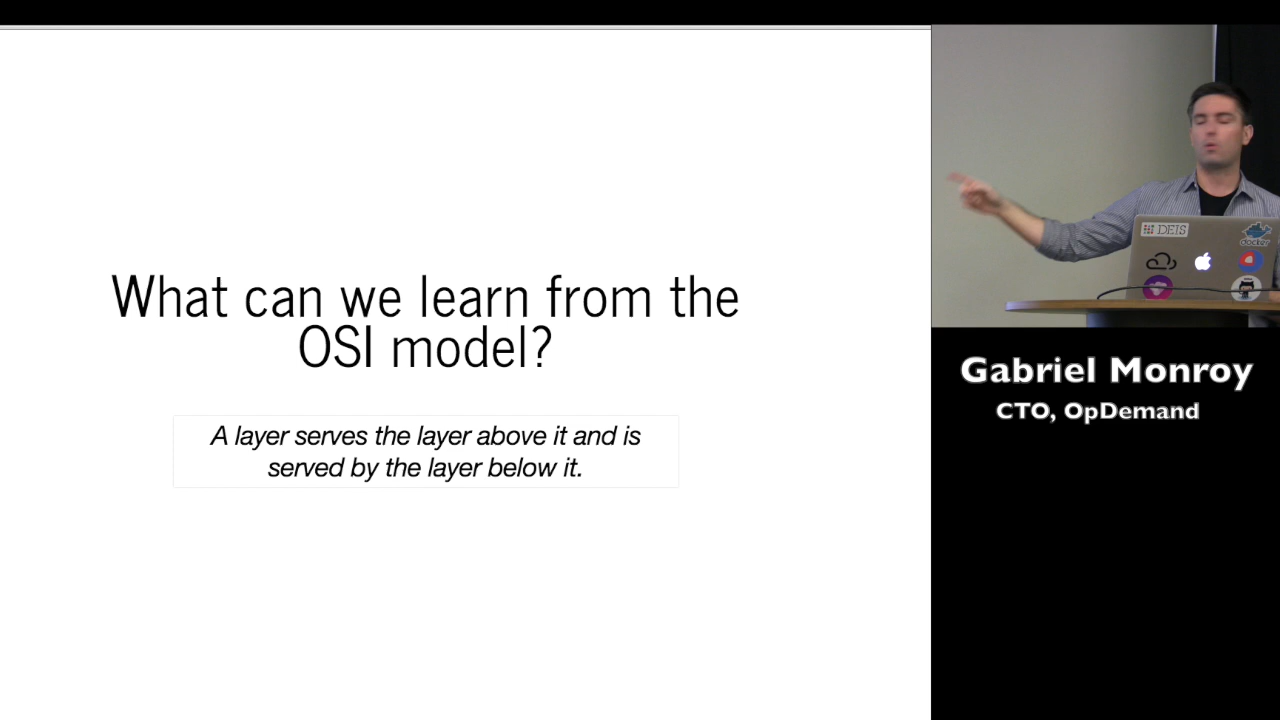 What can we learn from the
OSI model?
A layer serves the layer above it and is
served by the layer below it.
DEIS
docker
Gabriel Monroy
CTO, OpDemand